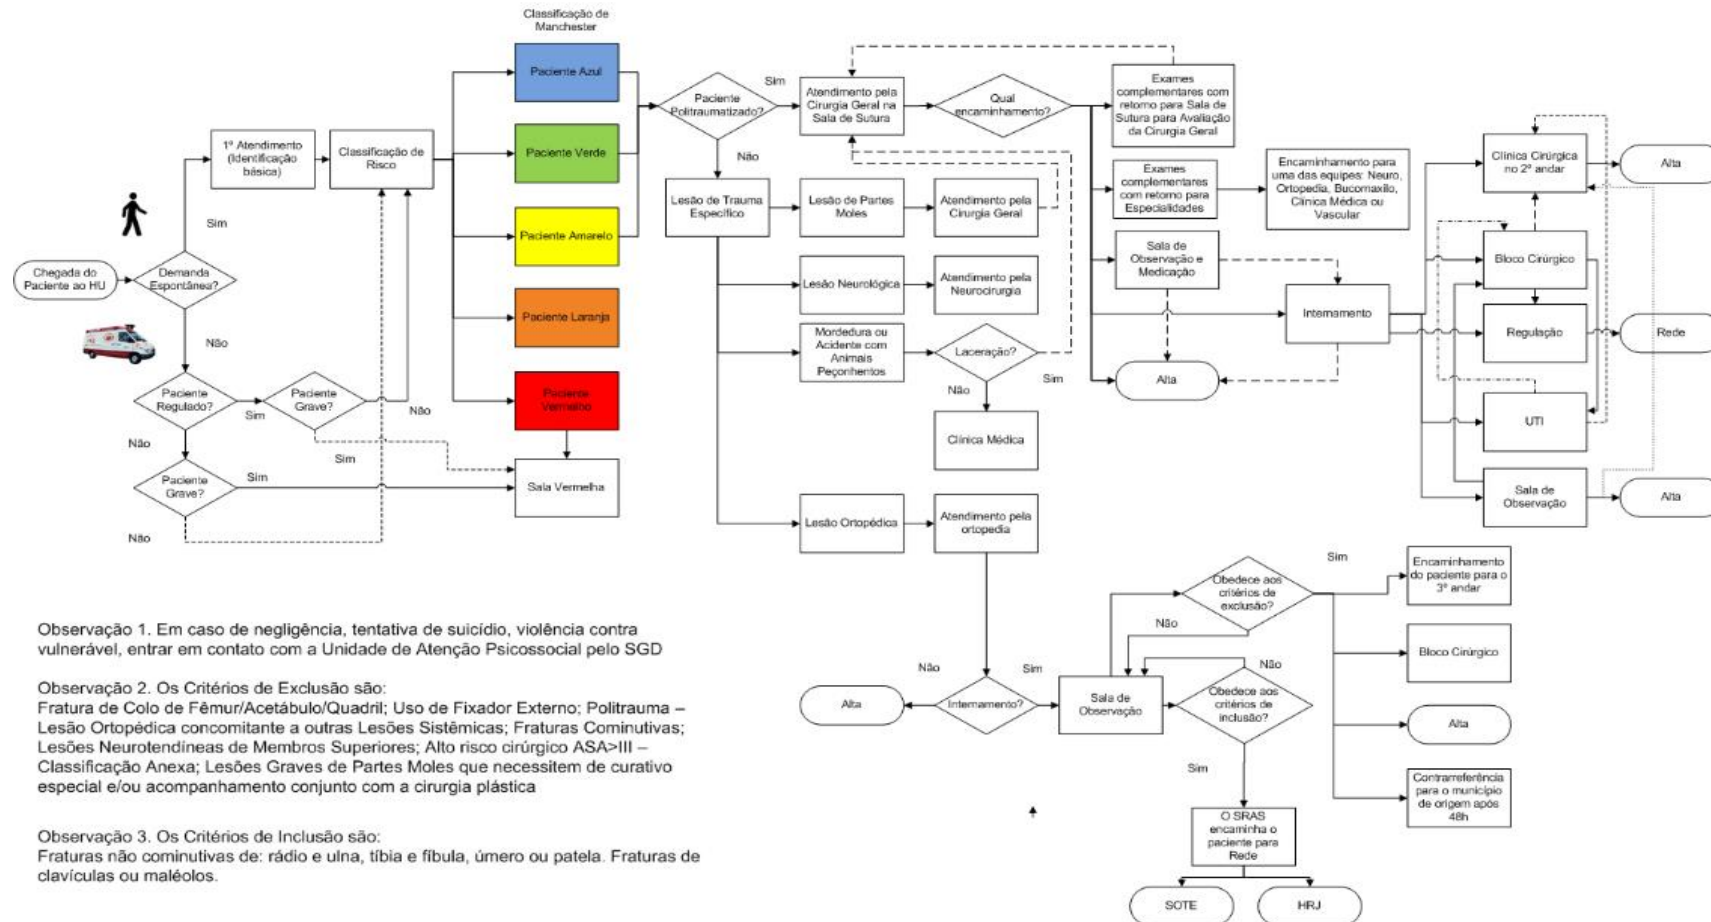 Classificação de
Manchester
Paciente Azul
Paciente Verde
Paciente Amarelo
Paciente Laranja
Paciente
Vermelho
Sala Vermelha
Chegada do
Paciente ao HU
Demanda
Espontânea?
Sim
Não
1º Atendimento
(Identificação
básica)
Classificação de
Risco
Paciente
Regulado?
Sim
Não
Paciente
Grave?
Não
Sim
Paciente
Grave?
Sim
Não
Paciente
Politraumatizado?
Sim
Não
Atendimento pela
Cirurgia Geral na
Sala de Sutura
Qual
encaminhamento?
Exames
complementares com
retorno para Sala de
Sutura para Avaliação
da Cirurgia Geral
Exames
complementares
com retorno para
Especialidades
Encaminhamento para
uma das equipes: Neuro,
Ortopedia, Bucomaxilo,
Clínica Médica ou
Vascular
Sala de
Observação e
Medicação
Alta
Internamento
Clínica Cirúrgica
no 2º andar
Alta
Bloco Cirúrgico
Regulação
Rede
UTI
Sala de
Observação
Alta
Lesão de Trauma
Específico
Lesão de Partes
Moles
Atendimento pela
Cirurgia Geral
Lesão Neurológica
Atendimento pela
Neurocirurgia
Mordedura ou
Acidente com
Animais
Peçonhentos
Laceração?
Não
Sim
Clínica Médica
Lesão Ortopédica
Atendimento pela
ortopedia
Internamento?
Não
Sim
Alta
Sala de
Observação
Obedece aos
critérios de
exclusão?
Sim
Não
Encaminhamento
do paciente para o
3º andar
Bloco Cirúrgico
Alta
Contrarreferência
para o município
de origem após
48h
Obedece aos
critérios de
inclusão?
Não
Sim
O SRAS
encaminha o
paciente para
Rede
SOTE
HRJ
Observação 1. Em caso de negligência, tentativa de suicídio, violência contra
vulnerável, entrar em contato com a Unidade de Atenção Psicossocial pelo SGD
Observação 2. Os Critérios de Exclusão são:
Fratura de Colo de Fêmur/Acetábulo/Quadril; Uso de Fixador Externo; Politrauma –
Lesão Ortopédica concomitante a outras Lesões Sistêmicas; Fraturas Cominutivas;
Lesões Neurotendíneas de Membros Superiores; Alto risco cirúrgico ASA>III –
Classificação Anexa; Lesões Graves de Partes Moles que necessitem de curativo
especial e/ou acompanhamento conjunto com a cirurgia plástica
Observação 3. Os Critérios de Inclusão são:
Fraturas não cominutivas de: rádio e ulna, tíbia e fíbula, úmero ou patela. Fraturas de
clavículas ou maléolos.